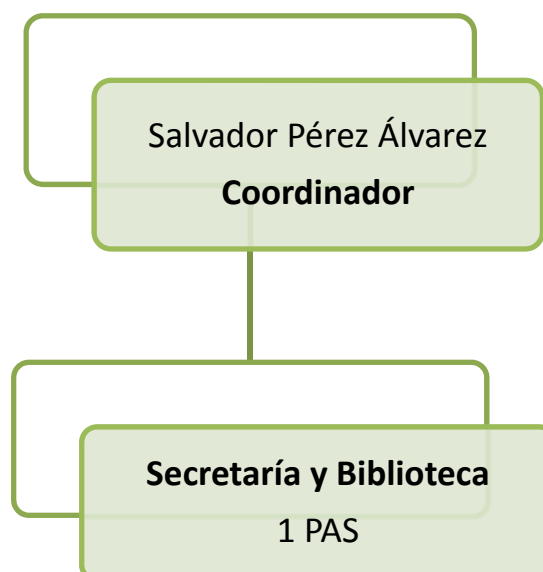 Salvador Pérez Álvarez
Coordinador
Secretaría y Biblioteca
1 PAS